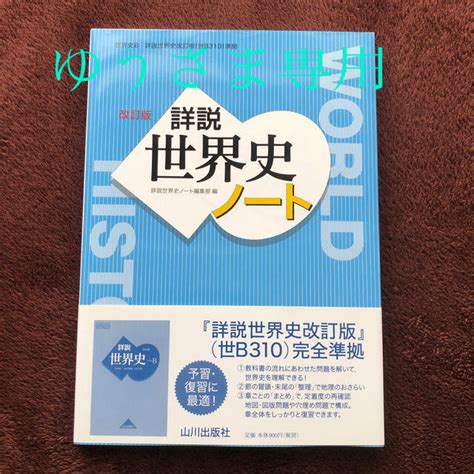 世界史B 詳説世界史改訂版(世B310)準拠
ゆうさま専用
改訂版
詳説
世界史
ノート
詳説世界史ノート編集部 編
WORLD
HISTO
詳説
世界史B
『詳説世界史改訂版』
(世B310)完全準拠
予習・
復習に
最適!
①教科書の流れにあわせた問題を解いて、
世界史を理解できる!
②節の冒頭・末尾の「整理」で地理のおさらい
③章ごとの「まとめ」で、定着度の再確認
地図・図版問題や穴埋め問題で構成。
章全体をしっかりと復習できます。
山川出版社
定価 本体900円(税別)